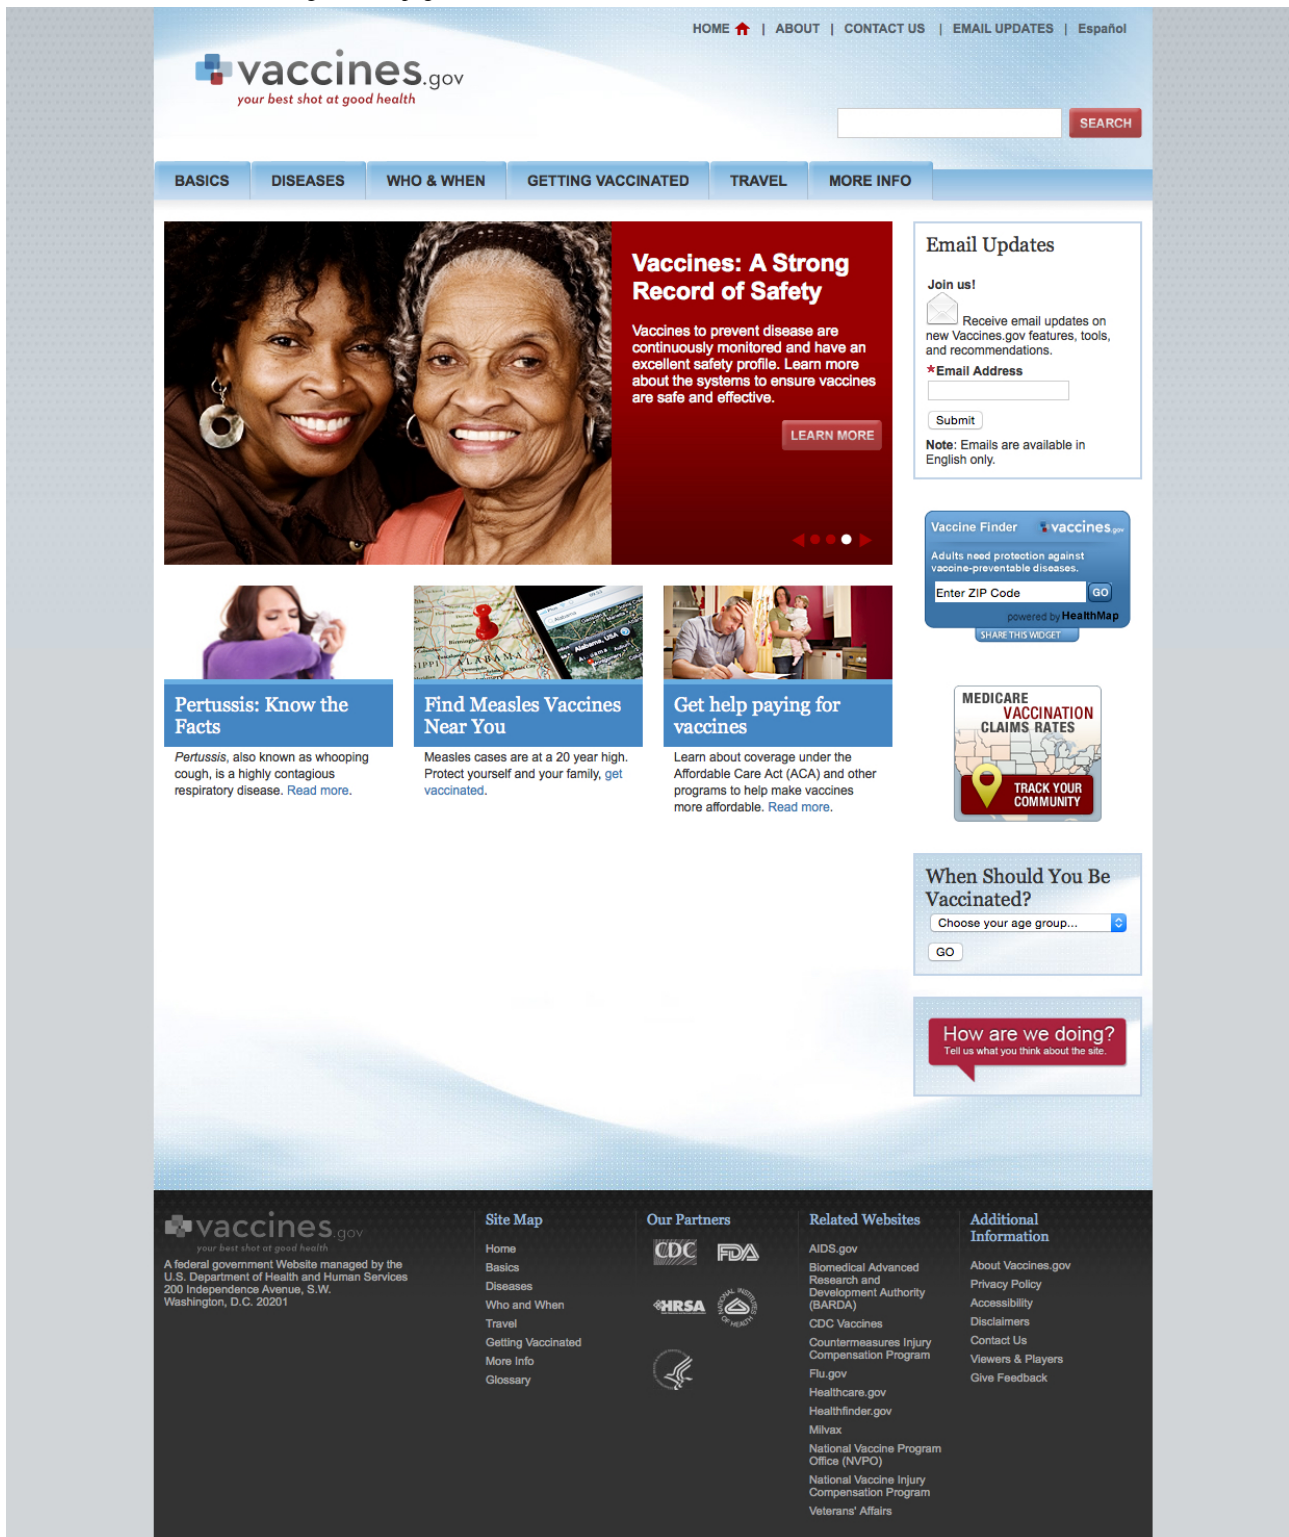 HOME | ABOUT | CONTACT US | EMAIL UPDATES | Español
vaccines.gov
your best shot at good health
SEARCH
BASICS DISEASES WHO & WHEN GETTING VACCINATED TRAVEL MORE INFO
Vaccines: A Strong
Record of Safety
Vaccines to prevent disease are
continuously monitored and have an
excellent safety profile. Learn more
about the systems to ensure vaccines
are safe and effective.
LEARN MORE
Pertussis: Know the
Facts
Pertussis, also known as whooping
cough, is a highly contagious
respiratory disease. Read more.
ALABAMA
Alabama, USA
Find Measles Vaccines
Near You
Measles cases are at a 20 year high.
Protect yourself and your family, get
vaccinated.
Get help paying for
vaccines
Learn about coverage under the
Affordable Care Act (ACA) and other
programs to help make vaccines
more affordable. Read more.
Email Updates
Join us!
Receive email updates on
new Vaccines.gov features, tools,
and recommendations.
*Email Address
Submit
Note: Emails are available in
English only.
Vaccine Finder vaccines.gov
Adults need protection against
vaccine-preventable diseases.
Enter ZIP Code GO
powered by HealthMap
SHARE THIS WIDGET
MEDICARE
VACCINATION
CLAIMS RATES
TRACK YOUR
COMMUNITY
When Should You Be
Vaccinated?
Choose your age group...
GO
How are we doing?
Tell us what you think about the site.
vaccines.gov
your best shot at good health
A federal government Website managed by the
U.S. Department of Health and Human Services
200 Independence Avenue, S.W.
Washington, D.C. 20201
Site Map
Home
Basics
Diseases
Who and When
Travel
Getting Vaccinated
More Info
Glossary
Our Partners
CDC FDA
HRSA NATIONAL INSTITUTES OF HEALTH
Related Websites
AIDS.gov
Biomedical Advanced
Research and
Development Authority
(BARDA)
CDC Vaccines
Countermeasures Injury
Compensation Program
Flu.gov
Healthcare.gov
Healthfinder.gov
Milvax
National Vaccine Program
Office (NVPO)
National Vaccine Injury
Compensation Program
Veterans' Affairs
Additional
Information
About Vaccines.gov
Privacy Policy
Accessibility
Disclaimers
Contact Us
Viewers & Players
Give Feedback